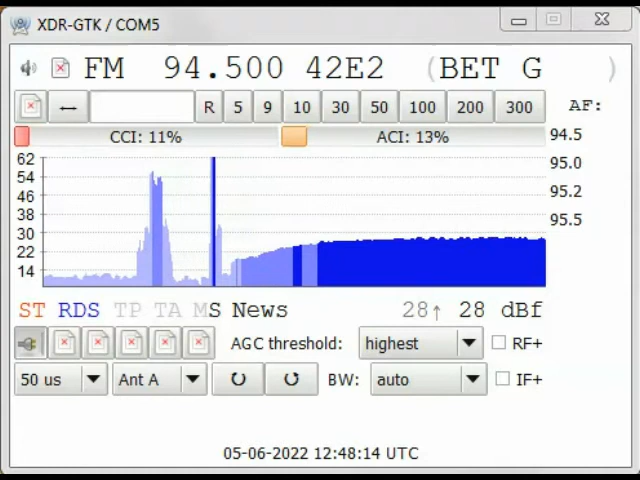 XDR-GTK / COM5
FM 94.500 42E2 (BET G )
R 5 9 10 30 50 100 200 300 AF:
CCI: 11% ACI: 13% 94.5
62 95.0
54
46 95.2
38 95.5
30
22
14
ST RDS TP TA MS News 28↑ 28 dBf
AGC threshold: highest RF+
50 us Ant A BW: auto IF+
05-06-2022 12:48:14 UTC